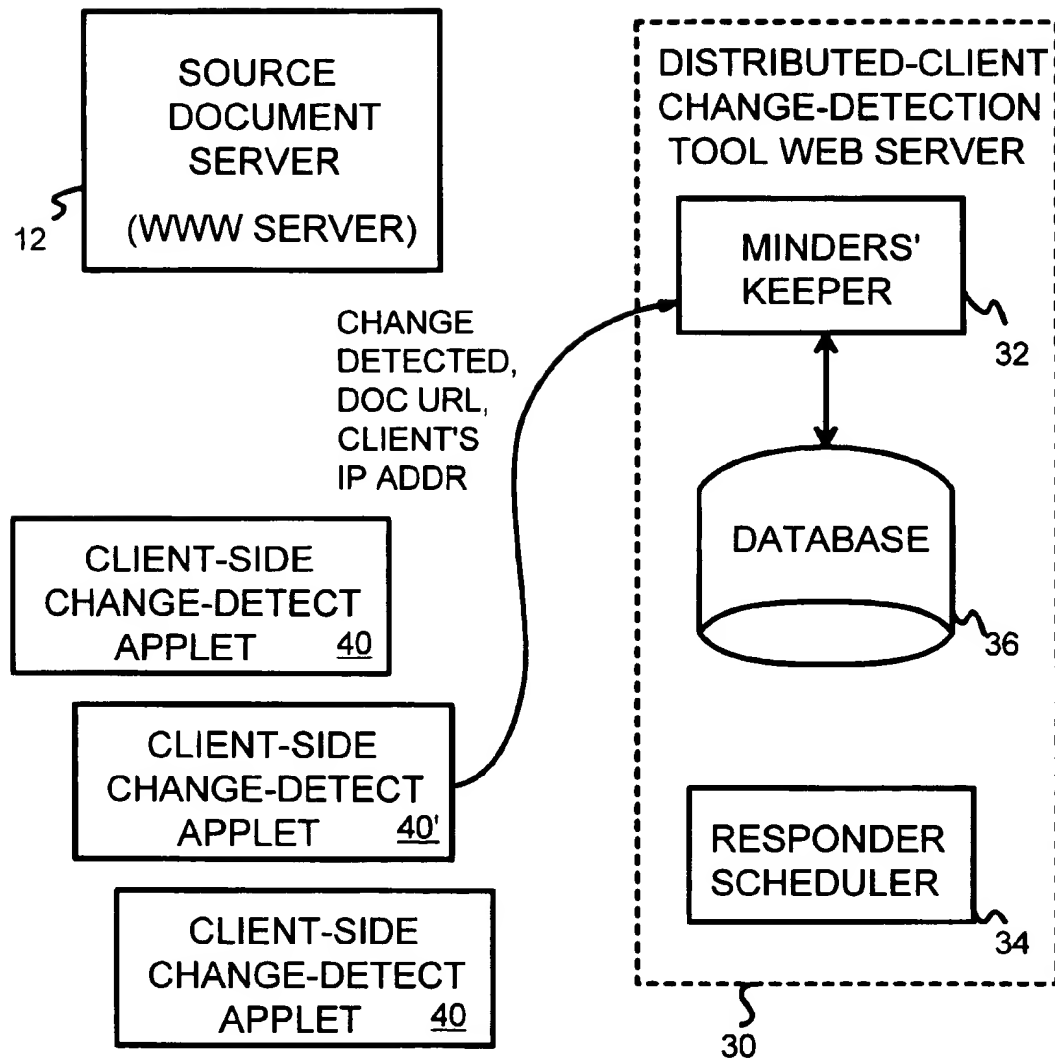 SOURCE
DOCUMENT
SERVER
(WWW SERVER)
12
DISTRIBUTED-CLIENT
CHANGE-DETECTION
TOOL WEB SERVER
MINDERS'
KEEPER
32
CHANGE
DETECTED,
DOC URL,
CLIENT'S
IP ADDR
DATABASE
36
CLIENT-SIDE
CHANGE-DETECT
APPLET 40
CLIENT-SIDE
CHANGE-DETECT
APPLET 40'
CLIENT-SIDE
CHANGE-DETECT
APPLET 40
RESPONDER
SCHEDULER
34
30